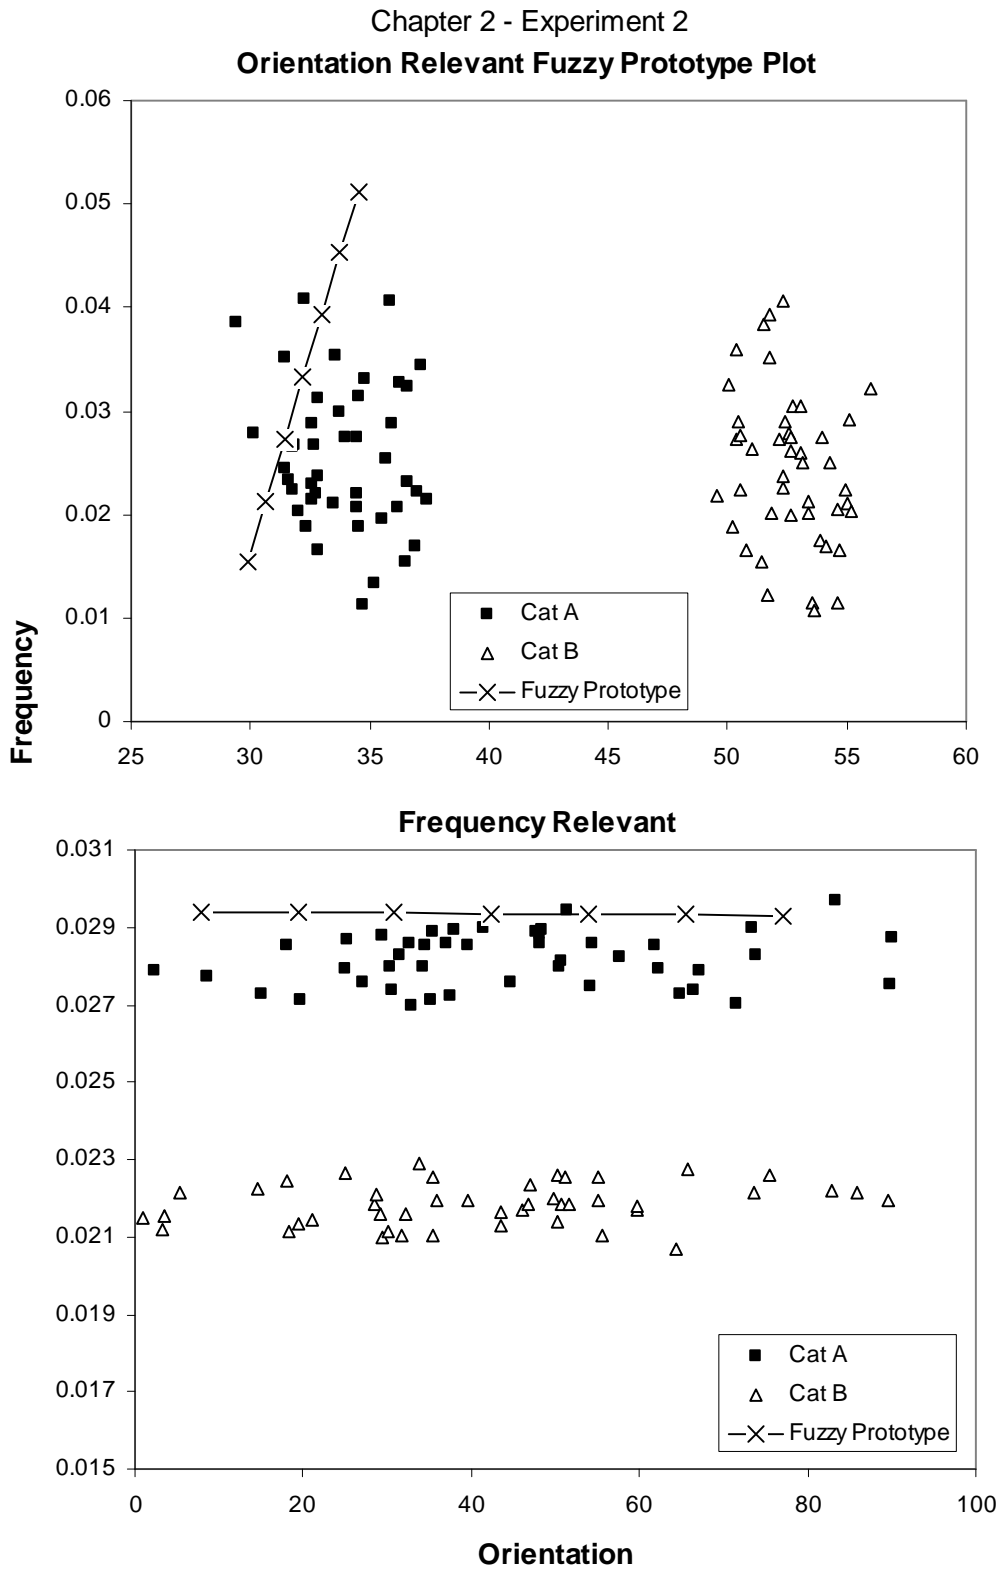 Chapter 2 - Experiment 2
Orientation Relevant Fuzzy Prototype Plot
0.06
0.05
0.04
0.03
0.02
0.01
0
Frequency
Cat A
Cat B
Fuzzy Prototype
25 30 35 40 45 50 55 60
Frequency Relevant
0.031
0.029
0.027
0.025
0.023
0.021
0.019
0.017
0.015
Cat A
Cat B
Fuzzy Prototype
0 20 40 60 80 100
Orientation